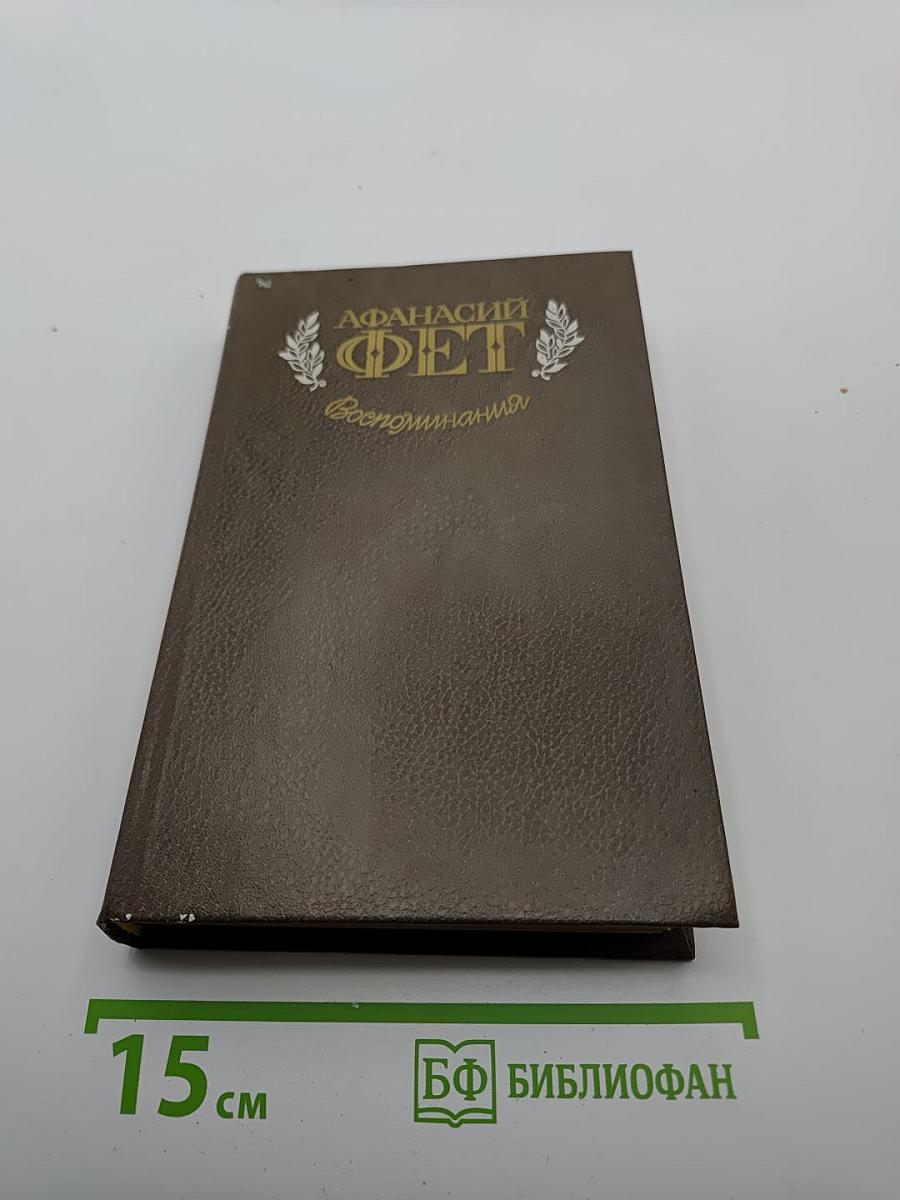 АФАНАСИЙ
ФЕТ
Воспоминания
15 см
БФ БИБЛИОФАН